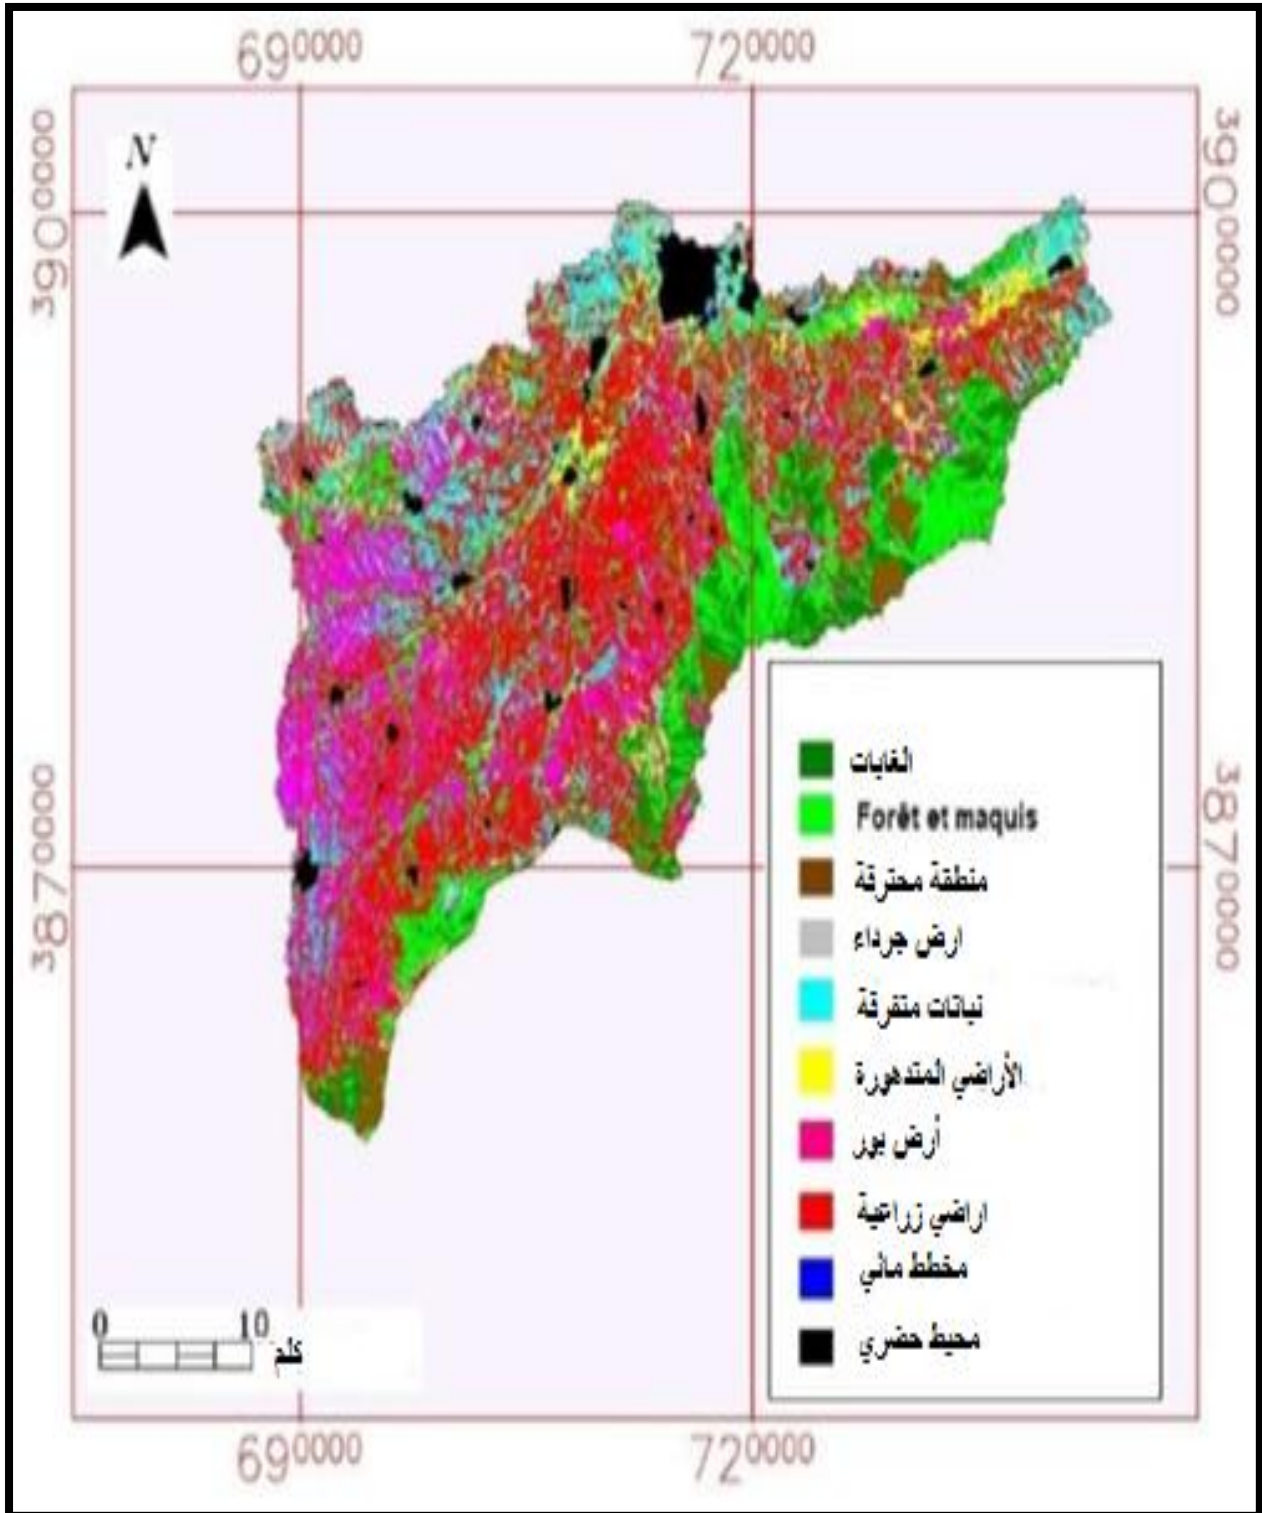 690000 720000
3900000 3900000
N
الغابات
Forêt et maquis
منطقة محترقة
ارض جرداء
نباتات متفرقة
الأراضي المتدهورة
أرض بور
اراضي زراعية
مخطط مائي
محيط حضري
3870000 3870000
0 10
كلم
690000 720000